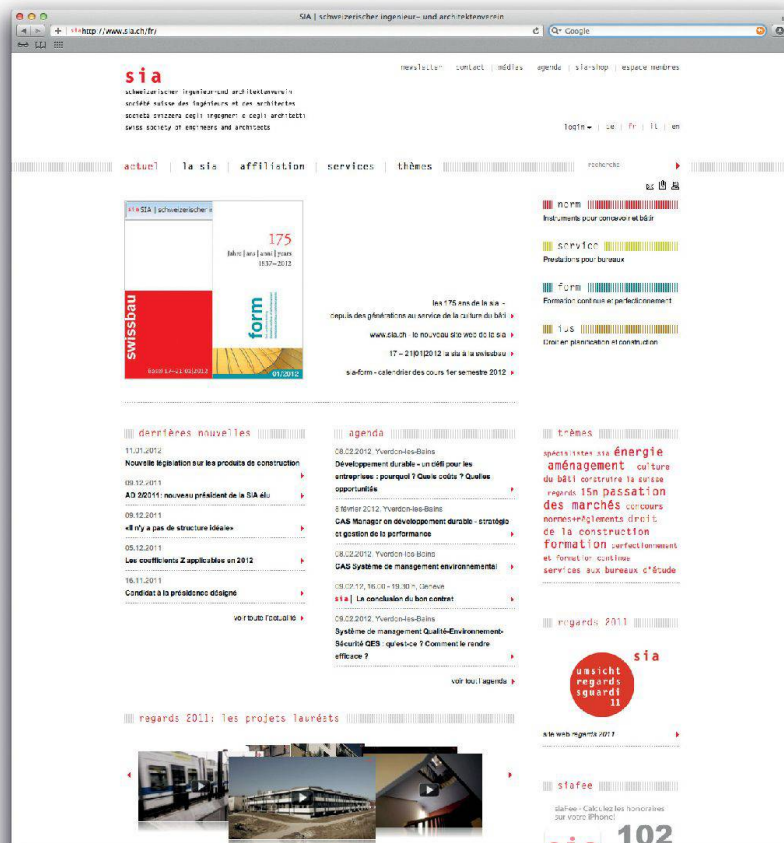 SIA | schweizerischer ingenieur- und architektenverein
http://www.sia.ch/fr/
Google
newsletter contact | médias agenda | sia-shop | espace membres
sia
schweizerischer ingenieur-und architektenverein
société suisse des ingénieurs et des architectes
società svizzera degli ingegneri e degli architetti
swiss society of engineers and architects
login | de | fr | it | en
actuel | la sia | affiliation | services | thèmes
recherche
norm
Instruments pour concevoir et bâtir
service
Prestations pour bureaux
form
Formation continue et perfectionnement
ius
Droit en planification et construction
sia SIA | schweizerischer
175
Jahre | ans | anni | years
1837–2012
swissbau
Basel 17–21|01|2012
form
01/2012
les 175 ans de la sia -
depuis des générations au service de la culture du bâti
www.sia.ch - le nouveau site web de la sia
17 – 21|01|2012 la sia à la swissbau
sia-form - calendrier des cours 1er semestre 2012
dernières nouvelles
11.01.2012
Nouvelle législation sur les produits de construction
09.12.2011
AD 2/2011: nouveau président de la SIA élu
09.12.2011
«Il n'y a pas de structure idéale»
05.12.2011
Les coefficients Z applicables en 2012
16.11.2011
Candidat à la présidence désigné
voir toute l'actualité
agenda
08.02.2012, Yverdon-les-Bains
Développement durable - un défi pour les
entreprises : pourquoi ? Quels coûts ? Quelles
opportunités
8 février 2012, Yverdon-les-Bains
CAS Manager en développement durable - stratégie
et gestion de la performance
08.02.2012, Yverdon-les-Bains
CAS Système de management environnemental
09.02.12, 16.00 - 19.30 h, Genève
sia| La conclusion du bon contrat
09.02.2012, Yverdon-les-Bains
Système de management Qualité-Environnement-
Sécurité QES : qu'est-ce ? Comment le rendre
efficace ?
voir tout l'agenda
thèmes
spécialistes sia énergie
aménagement culture
du bâti construire la suisse
regards 15n passation
des marchés concours
normes+règlements droit
de la construction
formation perfectionnement
et formation continue
services aux bureaux d'étude
regards 2011
sia
umsicht
regards
sguardi
11
site web regards 2011
regards 2011: les projets lauréats
siafee
siaFee - Calculez les honoraires
sur votre iPhone!
sia
102